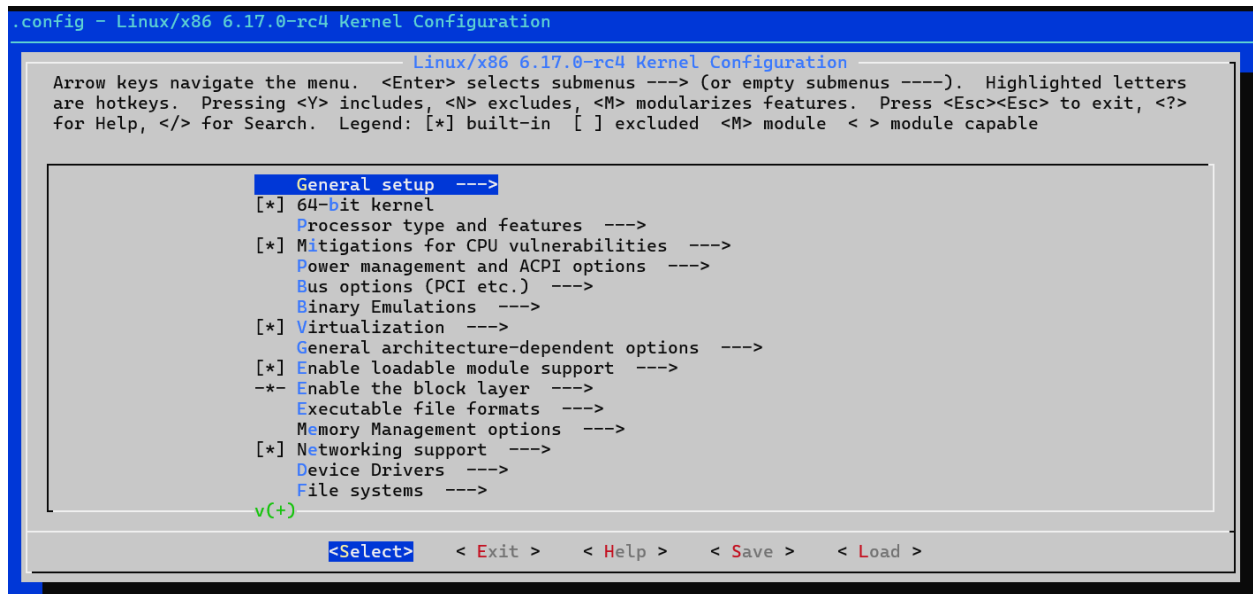 .config - Linux/x86 6.17.0-rc4 Kernel Configuration
Linux/x86 6.17.0-rc4 Kernel Configuration
Arrow keys navigate the menu.  <Enter> selects submenus ---> (or empty submenus ----).  Highlighted letters
are hotkeys.  Pressing <Y> includes, <N> excludes, <M> modularizes features.  Press <Esc><Esc> to exit, <?>
for Help, </> for Search.  Legend: [*] built-in  [ ] excluded  <M> module  < > module capable
General setup  --->
[*] 64-bit kernel
Processor type and features  --->
[*] Mitigations for CPU vulnerabilities  --->
Power management and ACPI options  --->
Bus options (PCI etc.)  --->
Binary Emulations  --->
[*] Virtualization  --->
General architecture-dependent options  --->
[*] Enable loadable module support  --->
-*- Enable the block layer  --->
Executable file formats  --->
Memory Management options  --->
[*] Networking support  --->
Device Drivers  --->
File systems  --->
v(+)
<Select>    < Exit >    < Help >    < Save >    < Load >